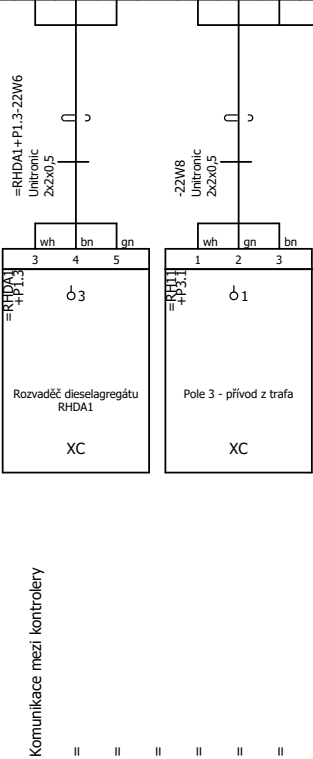 =RHDA1+P1.3-22W6
Unitronic
2x2x0,5
-22W8
Unitronic
2x2x0,5
wh bn gn
3 4 5
wh gn bn
1 2 3
=RHDA1
+P1.3
3
Rozvaděč dieselagregátu
RHDA1
XC
=RH11
+P3.1
1
Pole 3 - přívod z trafa
XC
Komunikace mezi kontrolery
=
=
=
=
=
=